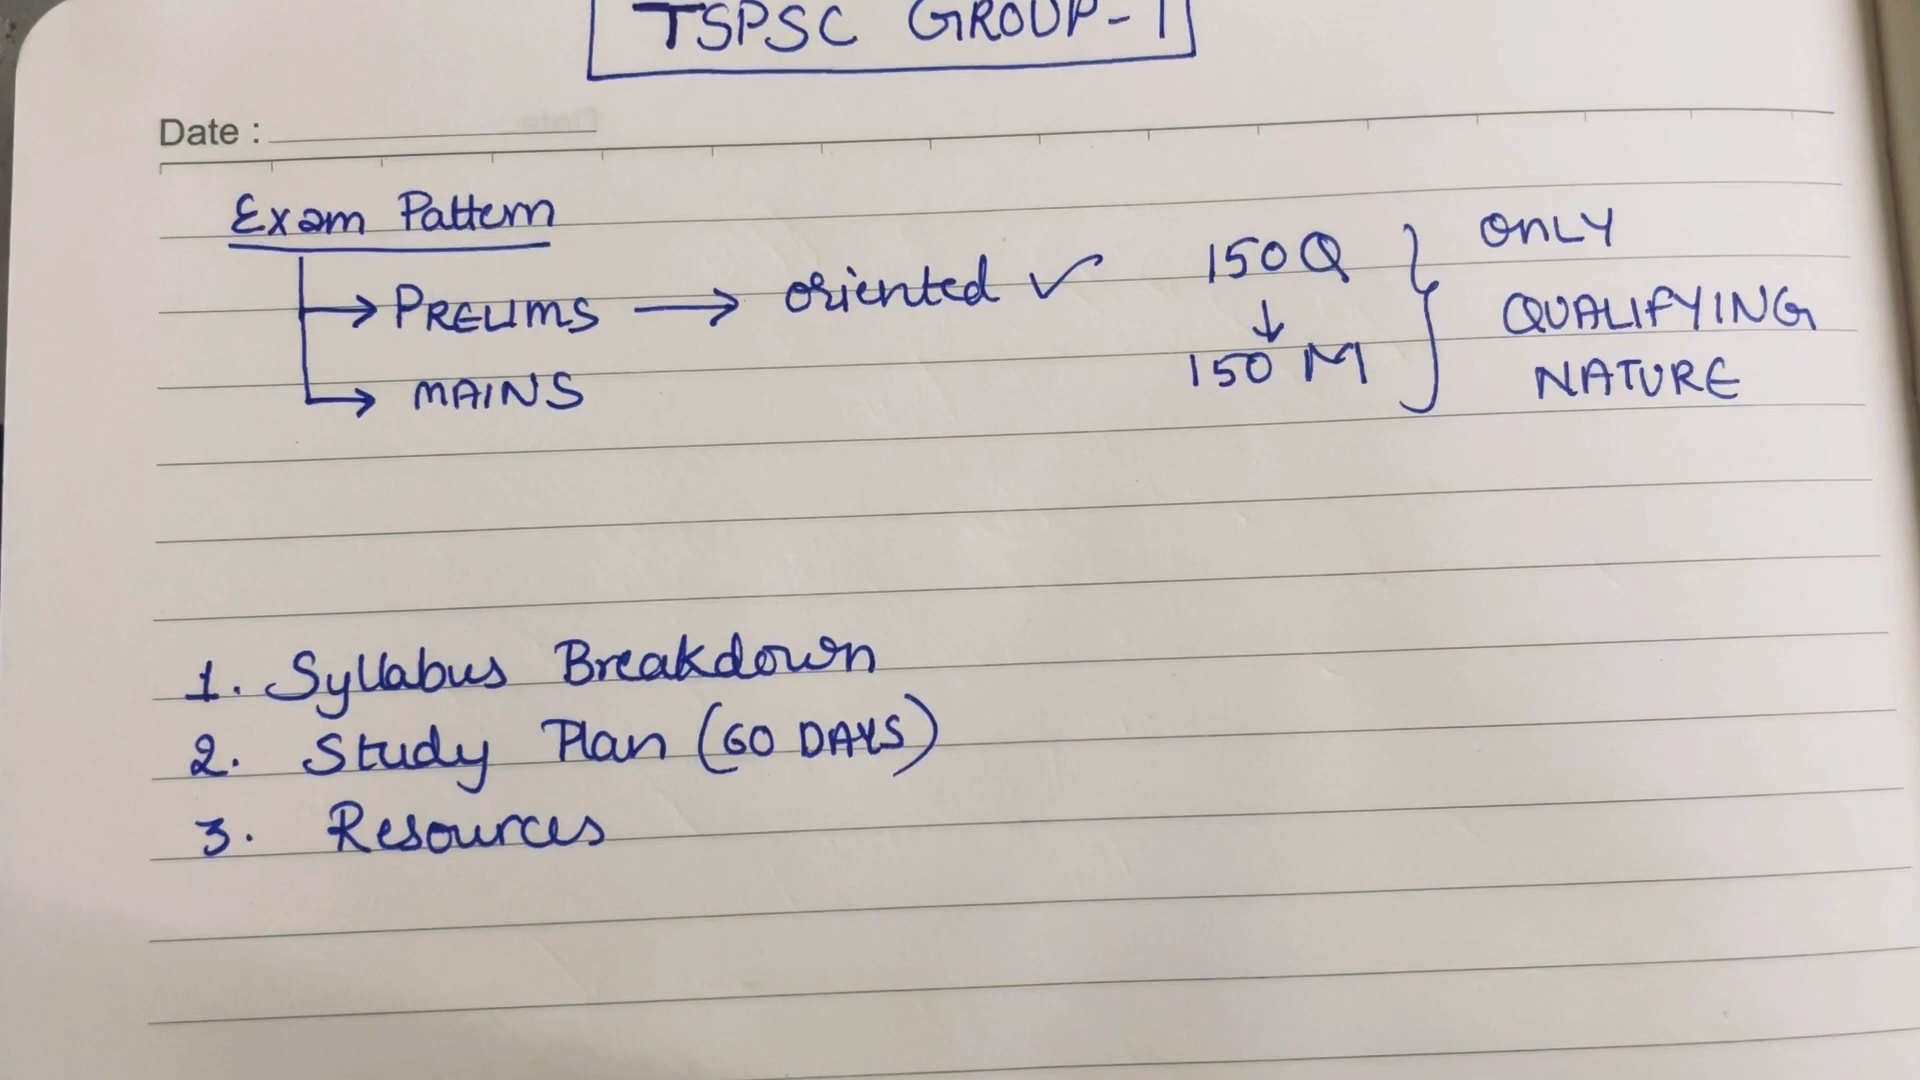 TSPSC GROUP-1
Date :
Exam Pattern
→ PRELIMS → oriented ✓ 150Q } ONLY
↓ QUALIFYING
150 M NATURE
→ MAINS
1. Syllabus Breakdown
2. Study Plan (60 DAYS)
3. Resources